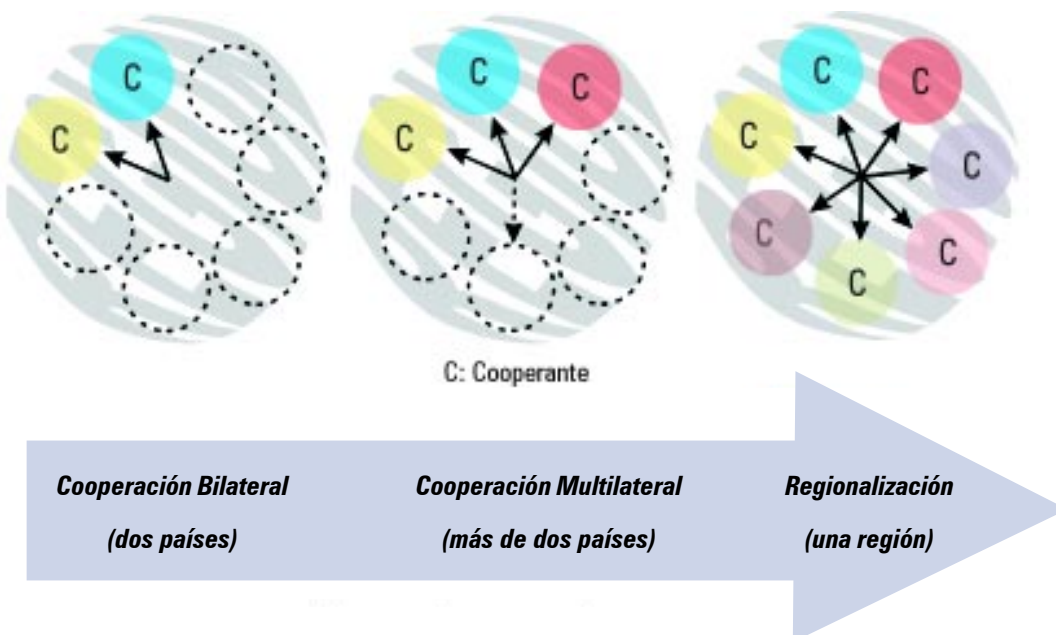 C
C
C
C
C
C
C
C
C
C
C
C
C: Cooperante
Cooperación Bilateral
(dos países)
Cooperación Multilateral
(más de dos países)
Regionalización
(una región)